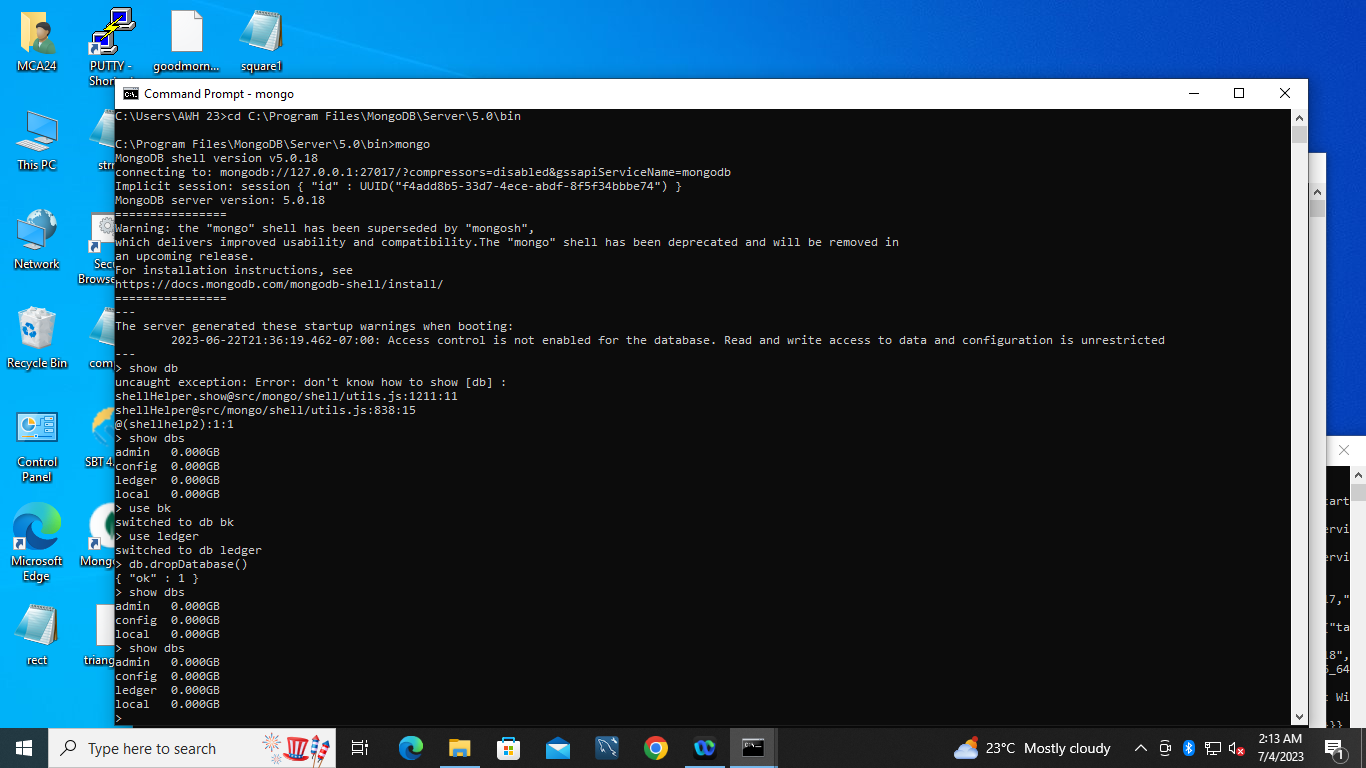 MCA24
PUTTY -
Shor
goodmorn...
square1
This PC
str
Network
Sec
Browse
Recycle Bin
com
Control
Panel
SBT 4
Microsoft
Edge
Mong
rect
triang
Command Prompt - mongo
C:\Users\AWH 23>cd C:\Program Files\MongoDB\Server\5.0\bin
C:\Program Files\MongoDB\Server\5.0\bin>mongo
MongoDB shell version v5.0.18
connecting to: mongodb://127.0.0.1:27017/?compressors=disabled&gssapiServiceName=mongodb
Implicit session: session { "id" : UUID("f4add8b5-33d7-4ece-abdf-8f5f34bbbe74") }
MongoDB server version: 5.0.18
================
Warning: the "mongo" shell has been superseded by "mongosh",
which delivers improved usability and compatibility.The "mongo" shell has been deprecated and will be removed in
an upcoming release.
For installation instructions, see
https://docs.mongodb.com/mongodb-shell/install/
================
---
The server generated these startup warnings when booting:
2023-06-22T21:36:19.462-07:00: Access control is not enabled for the database. Read and write access to data and configuration is unrestricted
---
> show db
uncaught exception: Error: don't know how to show [db] :
shellHelper.show@src/mongo/shell/utils.js:1211:11
shellHelper@src/mongo/shell/utils.js:838:15
@(shellhelp2):1:1
> show dbs
admin   0.000GB
config  0.000GB
ledger  0.000GB
local   0.000GB
> use bk
switched to db bk
> use ledger
switched to db ledger
> db.dropDatabase()
{ "ok" : 1 }
> show dbs
admin   0.000GB
config  0.000GB
local   0.000GB
> show dbs
admin   0.000GB
config  0.000GB
ledger  0.000GB
local   0.000GB
>
tart
ervi
ervi
17,"
["ta
18",
_64
t Wi
}}
Type here to search
23°C Mostly cloudy
2:13 AM
7/4/2023
1